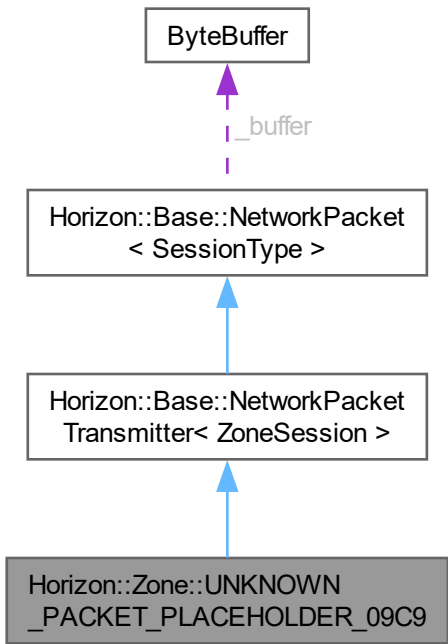 ByteBuffer
_buffer
Horizon::Base::NetworkPacket
< SessionType >
Horizon::Base::NetworkPacket
Transmitter< ZoneSession >
Horizon::Zone::UNKNOWN
_PACKET_PLACEHOLDER_09C9